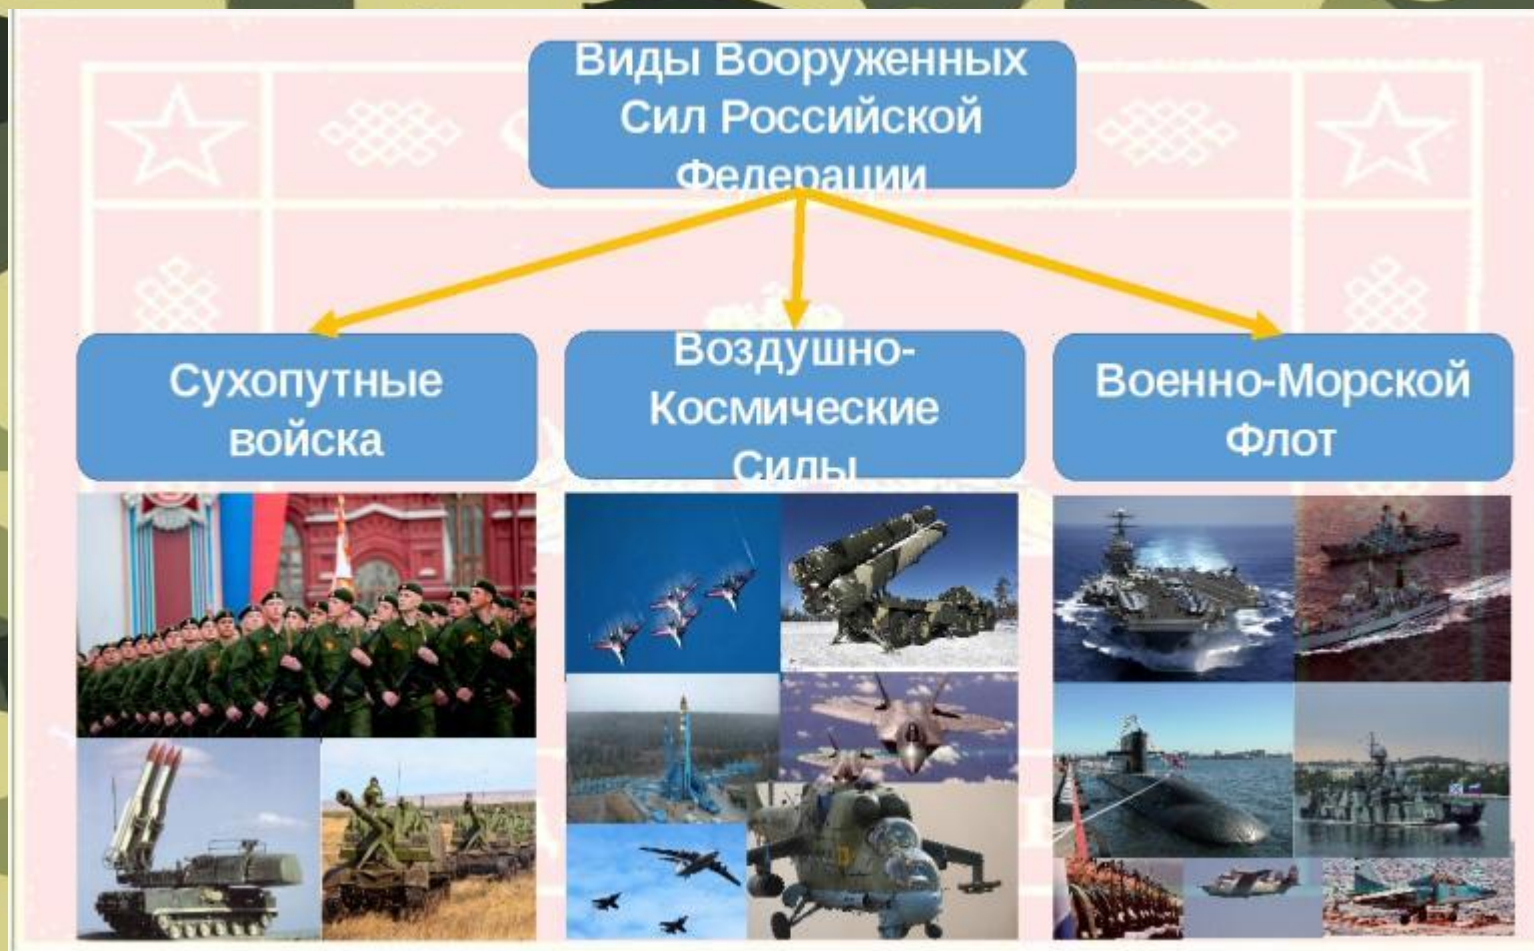 Виды Вооруженных
Сил Российской
Федерации
Сухопутные
войска
Воздушно-
Космические
Силы
Военно-Морской
Флот